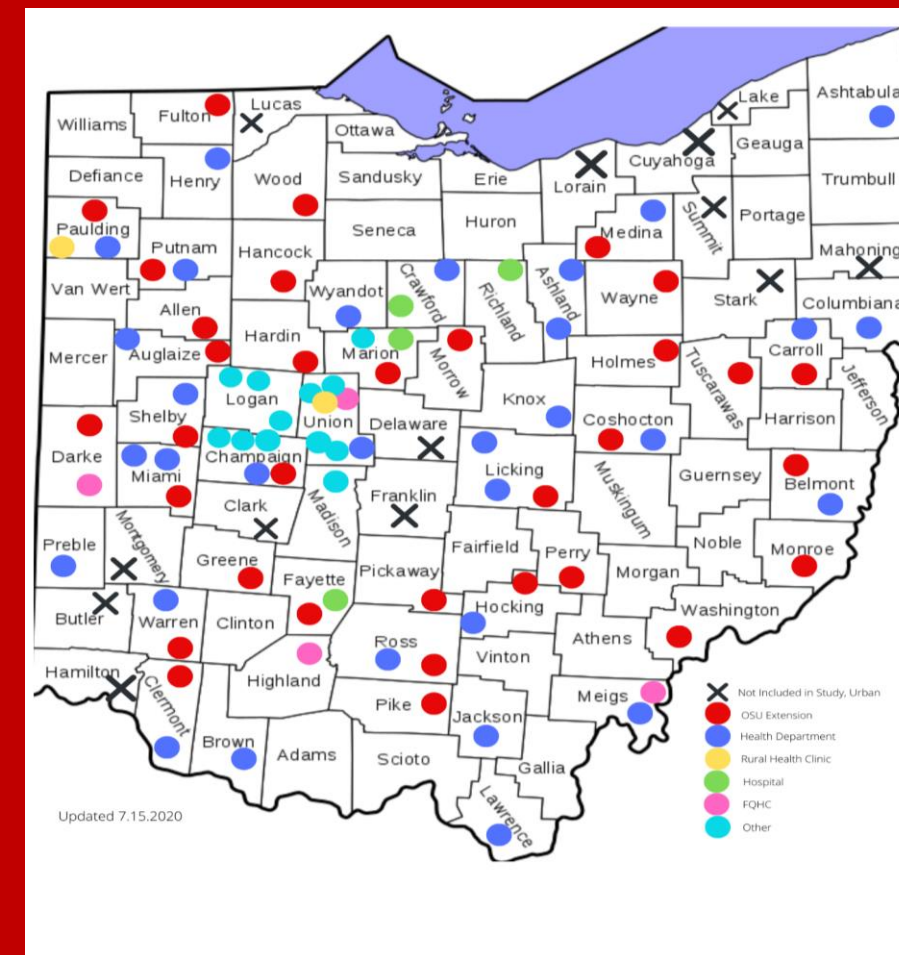 Lake
Ashtabula
Lucas
Fulton
Williams
Ottawa
Geauga
Cuyahoga
Defiance
Henry
Wood
Sandusky
Erie
Lorain
Trumbull
Paulding
Seneca
Huron
Medina
Summit
Portage
Putnam
Hancock
Mahoning
Van Wert
Wyandot
Crawford
Richland
Ashland
Wayne
Stark
Columbiana
Allen
Hardin
Marion
Morrow
Mercer
Auglaize
Holmes
Tuscarawas
Carroll
Jefferson
Logan
Knox
Shelby
Union
Delaware
Coshocton
Harrison
Darke
Miami
Champaign
Licking
Muskingum
Guernsey
Belmont
Clark
Madison
Franklin
Preble
Montgomery
Greene
Fayette
Pickaway
Fairfield
Perry
Noble
Monroe
Morgan
Butler
Warren
Clinton
Hocking
Washington
Ross
Athens
Hamilton
Clermont
Highland
Vinton
Pike
Jackson
Meigs
Brown
Adams
Scioto
Gallia
Lawrence
Not Included in Study, Urban
OSU Extension
Health Department
Rural Health Clinic
Hospital
FQHC
Other
Updated 7.15.2020